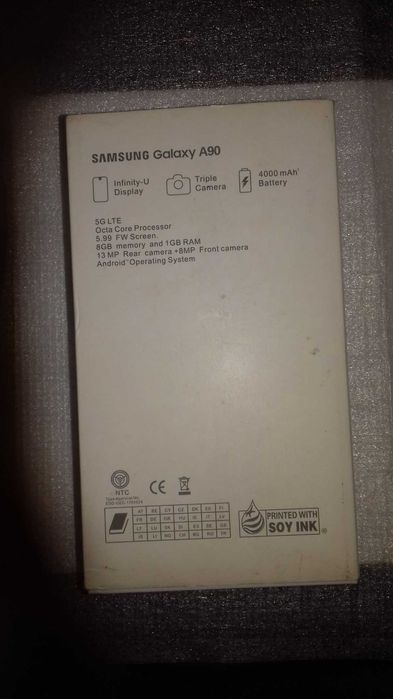 SAMSUNG Galaxy A90
Infinity-U
Display
Triple
Camera
4000 mAh
Battery
5G LTE
Octa Core Processor
5.99 FW Screen.
8GB memory and 1GB RAM
13 MP Rear camera +8MP Front camera
Android™ Operating System
NTC
CE
PRINTED WITH
SOY INK